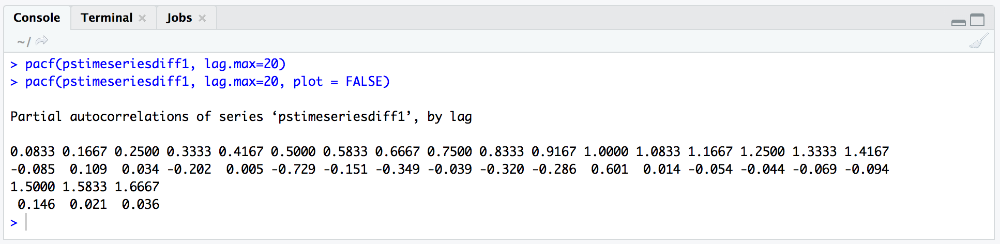 Console Terminal × Jobs ×
~/
> pacf(pstimeseriesdiff1, lag.max=20)
> pacf(pstimeseriesdiff1, lag.max=20, plot = FALSE)
Partial autocorrelations of series ‘pstimeseriesdiff1’, by lag
0.0833 0.1667 0.2500 0.3333 0.4167 0.5000 0.5833 0.6667 0.7500 0.8333 0.9167 1.0000 1.0833 1.1667 1.2500 1.3333 1.4167
-0.085 0.109 0.034 -0.202 0.005 -0.729 -0.151 -0.349 -0.039 -0.320 -0.286 0.601 0.014 -0.054 -0.044 -0.069 -0.094
1.5000 1.5833 1.6667
0.146 0.021 0.036
>